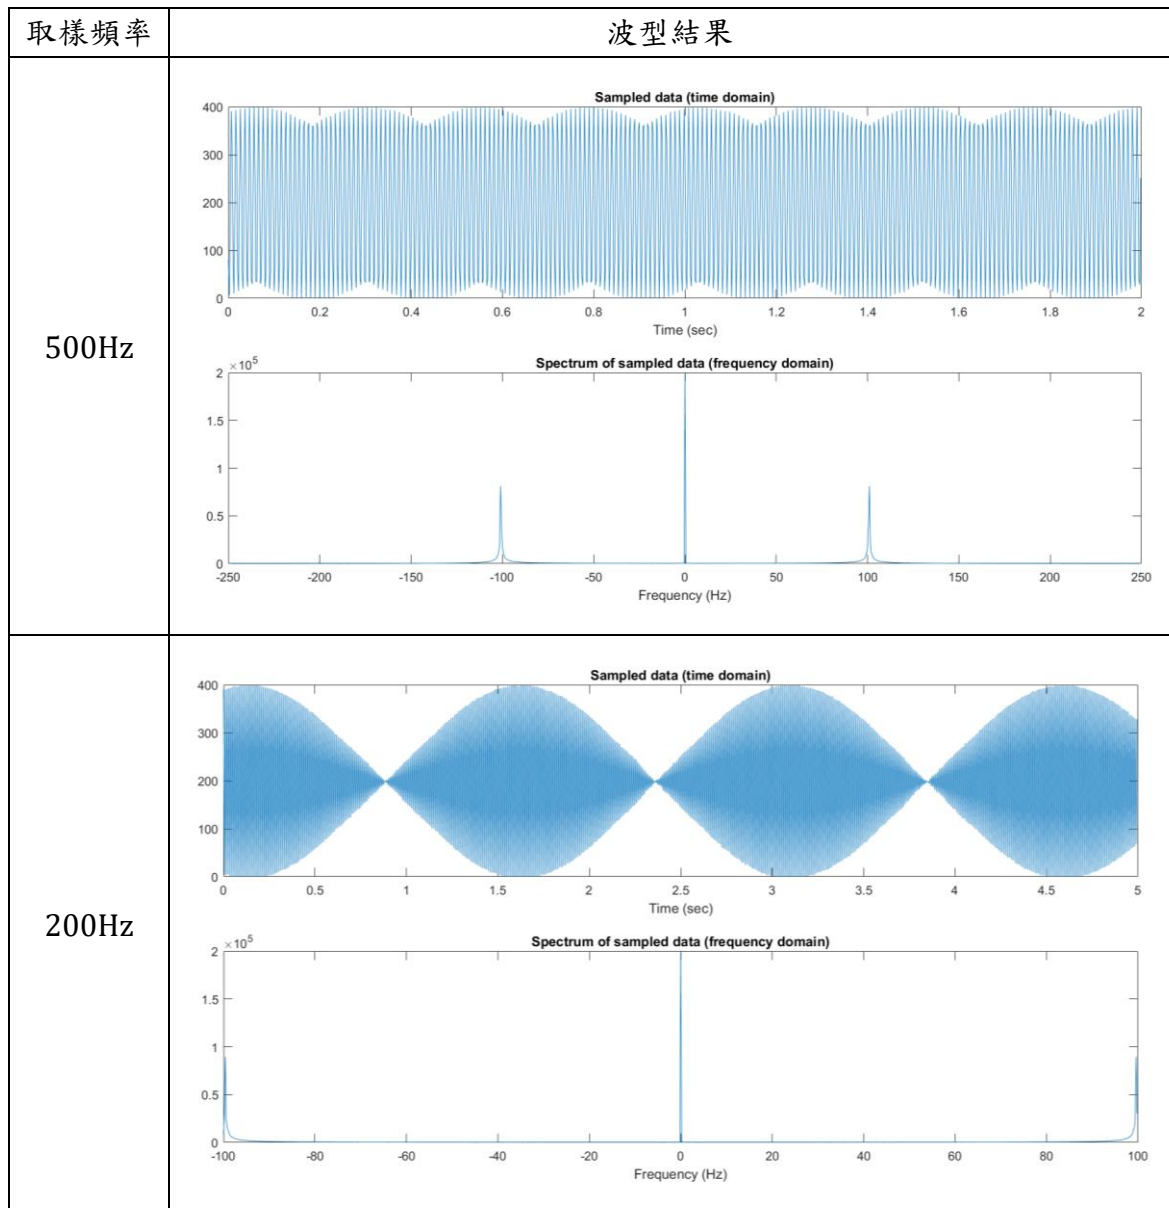 取樣頻率
波型結果
500Hz
Sampled data (time domain)
400
300
200
100
0
0 0.2 0.4 0.6 0.8 1 1.2 1.4 1.6 1.8 2
Time (sec)
Spectrum of sampled data (frequency domain)
×10⁵
2
1.5
1
0.5
0
-250 -200 -150 -100 -50 0 50 100 150 200 250
Frequency (Hz)
200Hz
Sampled data (time domain)
400
300
200
100
0
0 0.5 1 1.5 2 2.5 3 3.5 4 4.5 5
Time (sec)
Spectrum of sampled data (frequency domain)
×10⁵
2
1.5
1
0.5
0
-100 -80 -60 -40 -20 0 20 40 60 80 100
Frequency (Hz)